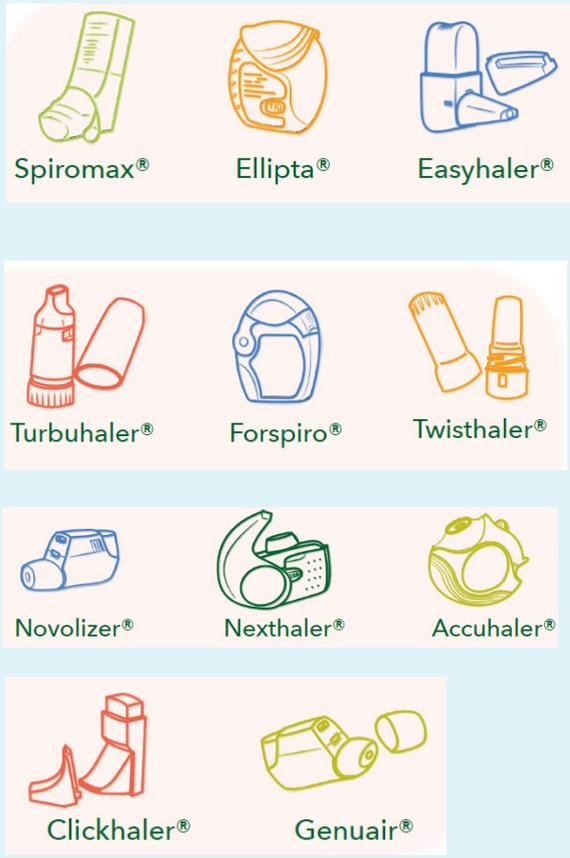 Spiromax® Ellipta® Easyhaler®
Turbuhaler® Forspiro® Twisthaler®
Novolizer® Nexthaler® Accuhaler®
Clickhaler® Genuair®